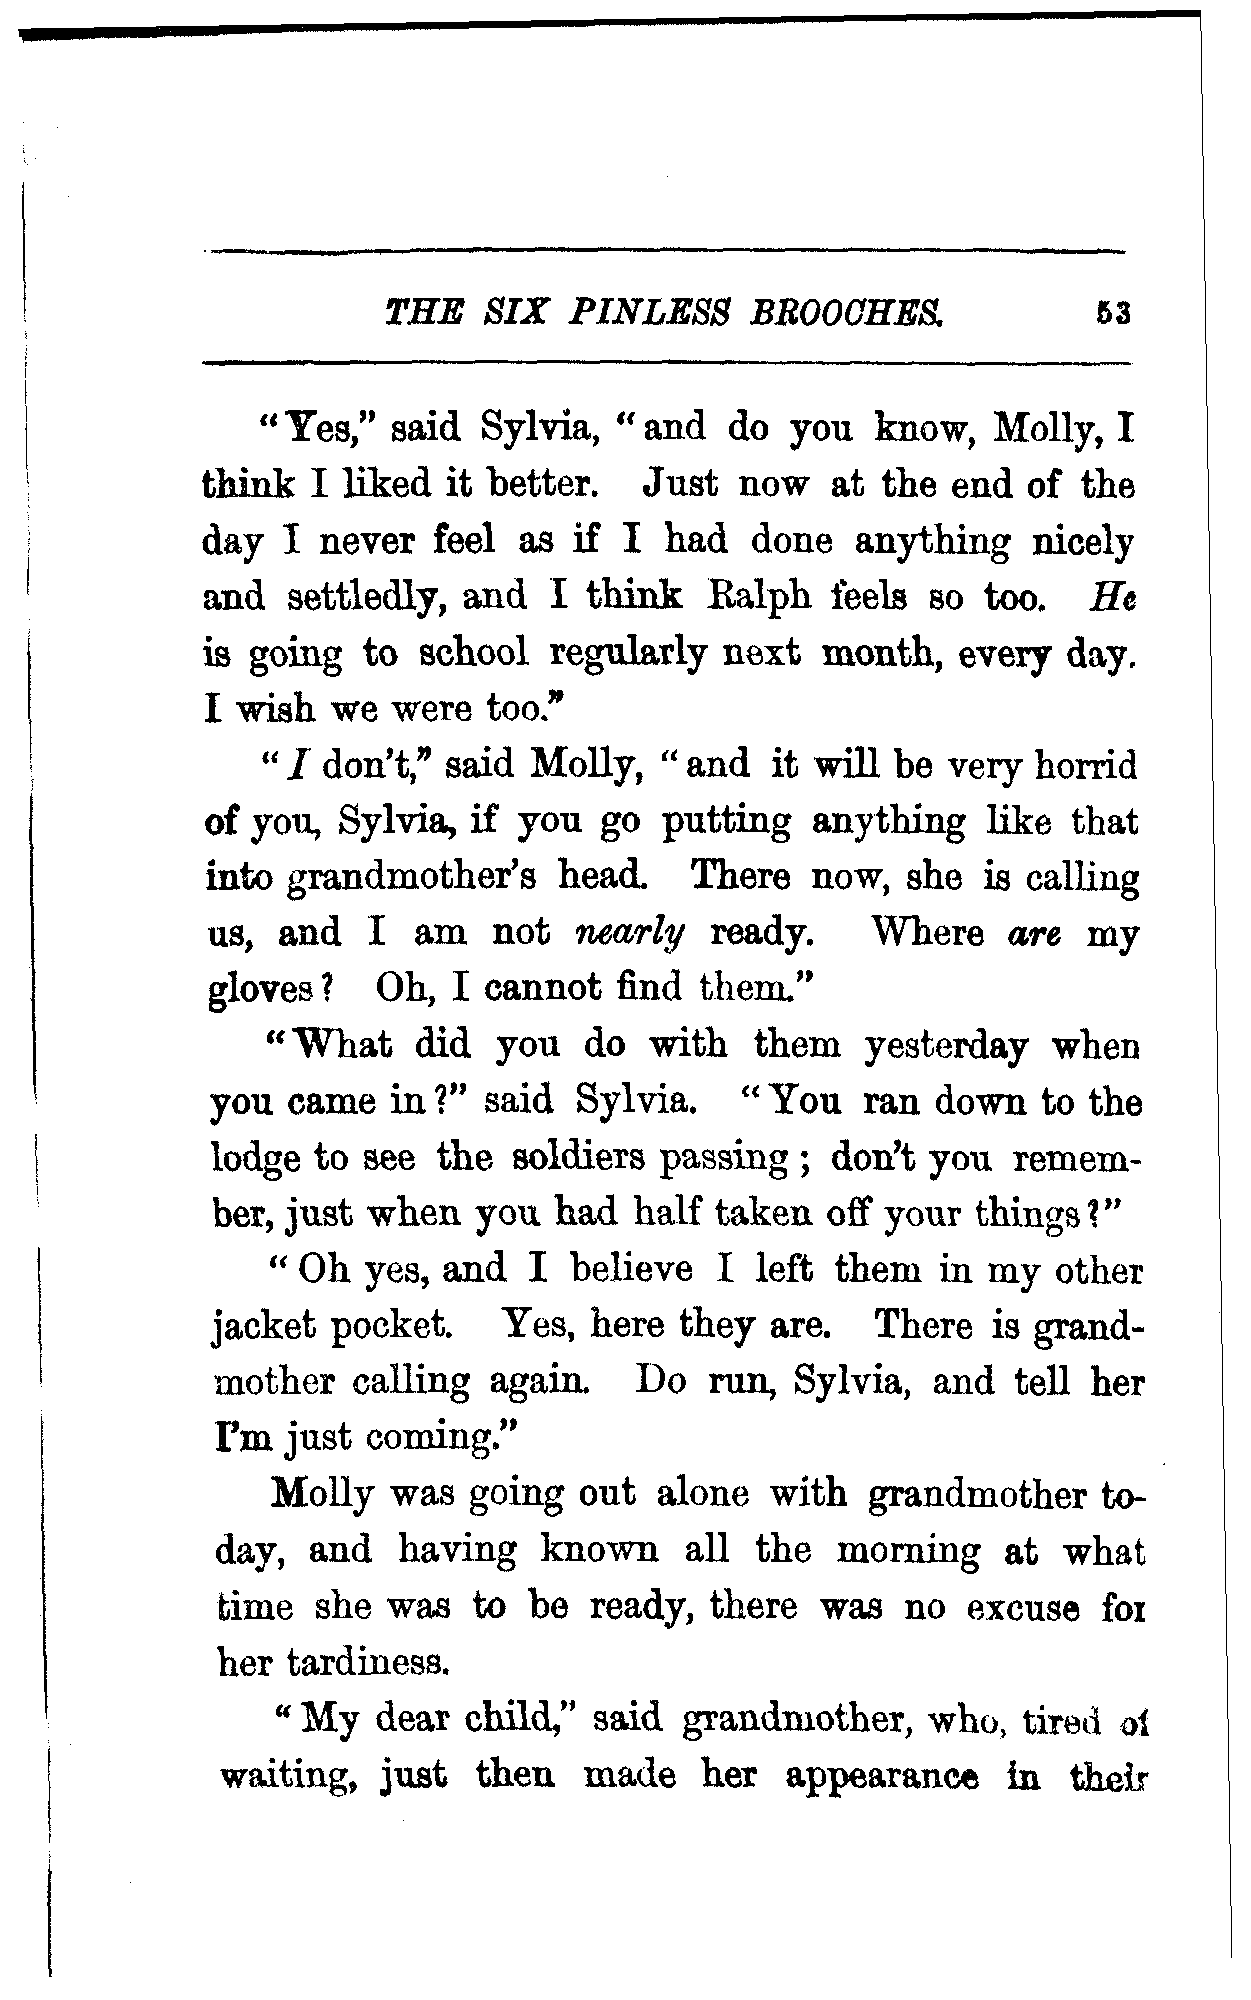 THE SIX PINLESS BROOCHES. 53
"Yes," said Sylvia, "and do you know, Molly, I
think I liked it better. Just now at the end of the
day I never feel as if I had done anything nicely
and settledly, and I think Ralph feels so too. He
is going to school regularly next month, every day.
I wish we were too."
"I don't," said Molly, "and it will be very horrid
of you, Sylvia, if you go putting anything like that
into grandmother's head. There now, she is calling
us, and I am not nearly ready. Where are my
gloves? Oh, I cannot find them."
"What did you do with them yesterday when
you came in?" said Sylvia. "You ran down to the
lodge to see the soldiers passing; don't you remem-
ber, just when you had half taken off your things?"
"Oh yes, and I believe I left them in my other
jacket pocket. Yes, here they are. There is grand-
mother calling again. Do run, Sylvia, and tell her
I'm just coming."
Molly was going out alone with grandmother to-
day, and having known all the morning at what
time she was to be ready, there was no excuse for
her tardiness.
"My dear child," said grandmother, who, tired of
waiting, just then made her appearance in their